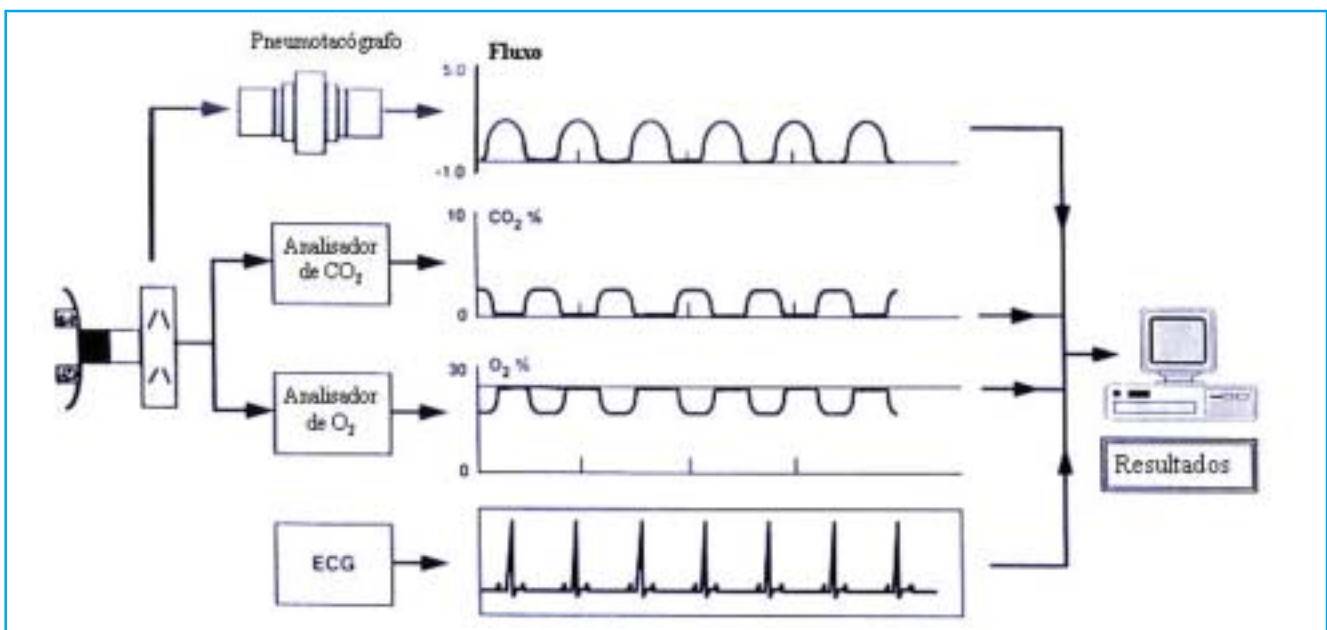 Pneumotacógrafo
Fluxo
5.0
-1.0
10
CO₂ %
Analisador
de CO₂
0
30
O₂ %
Analisador
de O₂
0
Resultados
ECG